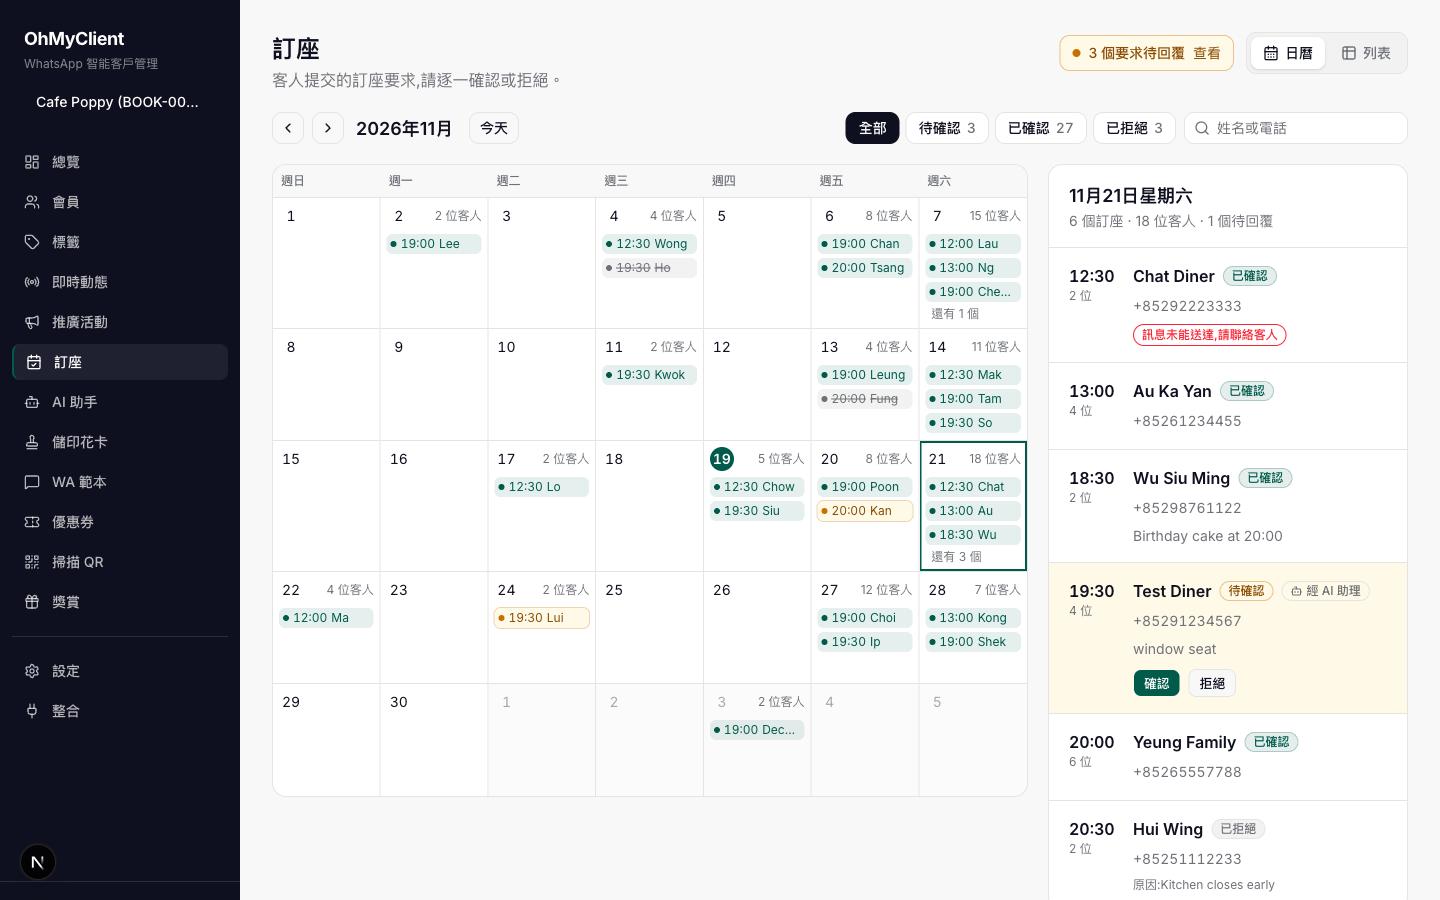 OhMyClient
WhatsApp 智能客戶管理
Cafe Poppy (BOOK-00...
總覽
會員
標籤
即時動態
推廣活動
訂座
AI 助手
儲印花卡
WA 範本
優惠券
掃描 QR
獎賞
設定
整合
N
訂座
客人提交的訂座要求,請逐一確認或拒絕。
3 個要求待回覆 查看
日曆
列表
2026年11月
今天
全部
待確認 3
已確認 27
已拒絕 3
姓名或電話
週日 週一 週二 週三 週四 週五 週六
1
2 2 位客人
19:00 Lee
3
4 4 位客人
12:30 Wong
19:30 Ho
5
6 8 位客人
19:00 Chan
20:00 Tsang
7 15 位客人
12:00 Lau
13:00 Ng
19:00 Che...
還有 1 個
8
9
10
11 2 位客人
19:30 Kwok
12
13 4 位客人
19:00 Leung
20:00 Fung
14 11 位客人
12:30 Mak
19:00 Tam
19:30 So
15
16
17 2 位客人
12:30 Lo
18
19 5 位客人
12:30 Chow
19:30 Siu
20 8 位客人
19:00 Poon
20:00 Kan
21 18 位客人
12:30 Chat
13:00 Au
18:30 Wu
還有 3 個
22 4 位客人
12:00 Ma
23
24 2 位客人
19:30 Lui
25
26
27 12 位客人
19:00 Choi
19:30 Ip
28 7 位客人
13:00 Kong
19:00 Shek
29
30
1
2
3 2 位客人
19:00 Dec...
4
5
11月21日星期六
6 個訂座 · 18 位客人 · 1 個待回覆
12:30 Chat Diner 已確認
2 位
+85292223333
訊息未能送達,請聯絡客人
13:00 Au Ka Yan 已確認
4 位
+85261234455
18:30 Wu Siu Ming 已確認
2 位
+85298761122
Birthday cake at 20:00
19:30 Test Diner 待確認 經 AI 助理
4 位
+85291234567
window seat
確認 拒絕
20:00 Yeung Family 已確認
6 位
+85265557788
20:30 Hui Wing 已拒絕
2 位
+85251112233
原因:Kitchen closes early